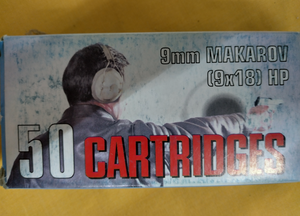 9mm MAKAROV
(9x18) HP
50 CARTRIDGES